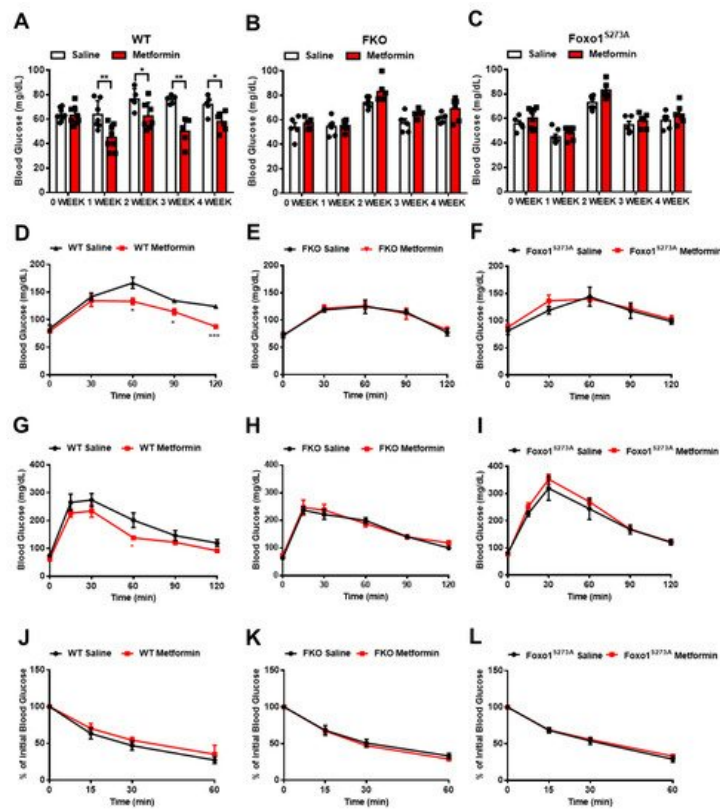 A
WT
Saline
Metformin
Blood Glucose (mg/dL)
100
80
60
40
20
0
**
*
**
*
0 WEEK 1 WEEK 2 WEEK 3 WEEK 4 WEEK
B
FKO
Saline
Metformin
Blood Glucose (mg/dL)
100
80
60
40
20
0
0 WEEK 1 WEEK 2 WEEK 3 WEEK 4 WEEK
C
Foxo1S273A
Saline
Metformin
Blood Glucose (mg/dL)
100
80
60
40
20
0
0 WEEK 1 WEEK 2 WEEK 3 WEEK 4 WEEK
D
WT Saline WT Metformin
Blood Glucose (mg/dL)
200
150
100
50
0
*
*
***
0 30 60 90 120
Time (min)
E
FKO Saline FKO Metformin
Blood Glucose (mg/dL)
200
150
100
50
0
0 30 60 90 120
Time (min)
F
Foxo1S273A Saline Foxo1S273A Metformin
Blood Glucose (mg/dL)
200
150
100
50
0
0 30 60 90 120
Time (min)
G
WT Saline WT Metformin
Blood Glucose (mg/dL)
400
300
200
100
0
*
0 30 60 90 120
Time (min)
H
FKO Saline FKO Metformin
Blood Glucose (mg/dL)
400
300
200
100
0
0 30 60 90 120
Time (min)
I
Foxo1S273A Saline Foxo1S273A Metformin
Blood Glucose (mg/dL)
400
300
200
100
0
0 30 60 90 120
Time (min)
J
WT Saline WT Metformin
% of Initial Blood Glucose
150
100
50
0
0 15 30 60
Time (min)
K
FKO Saline FKO Metformin
% of Initial Blood Glucose
150
100
50
0
0 15 30 60
Time (min)
L
Foxo1S273A Saline Foxo1S273A Metformin
% of Initial Blood Glucose
150
100
50
0
0 15 30 60
Time (min)